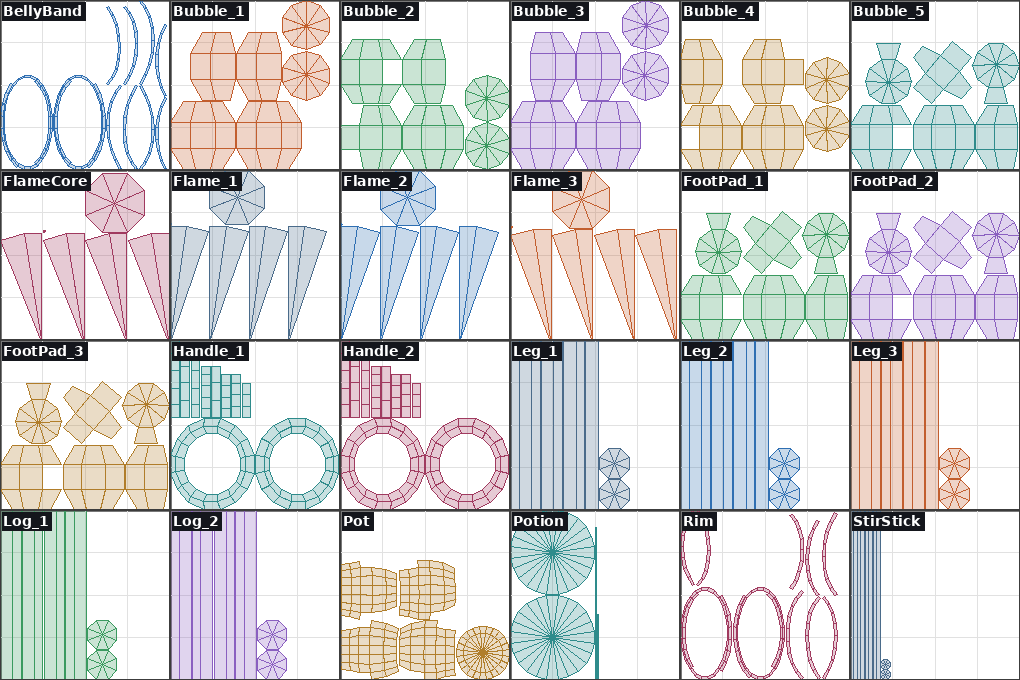 BellyBand
Bubble_1
Bubble_2
Bubble_3
Bubble_4
Bubble_5
FlameCore
Flame_1
Flame_2
Flame_3
FootPad_1
FootPad_2
FootPad_3
Handle_1
Handle_2
Leg_1
Leg_2
Leg_3
Log_1
Log_2
Pot
Potion
Rim
StirStick